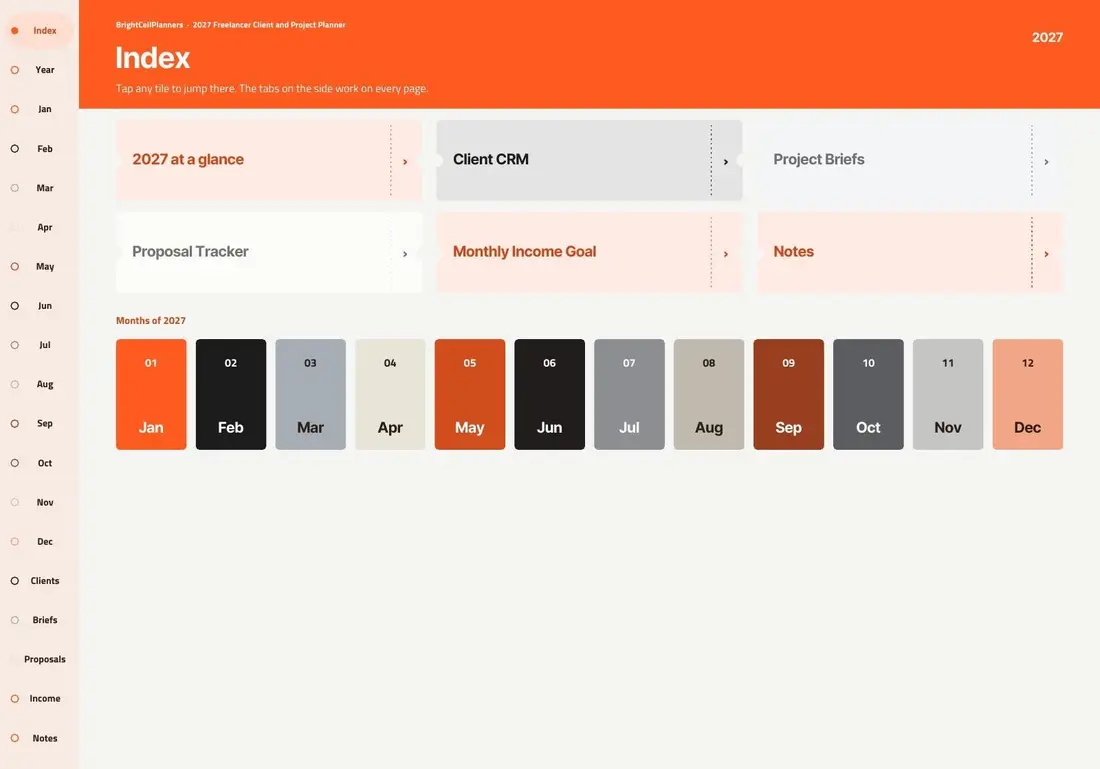 Index
Year
Jan
Feb
Mar
Apr
May
Jun
Jul
Aug
Sep
Oct
Nov
Dec
Clients
Briefs
Proposals
Income
Notes
BrightCellPlanners · 2027 Freelancer Client and Project Planner
Index
Tap any tile to jump there. The tabs on the side work on every page.
2027
2027 at a glance ›
Client CRM ›
Project Briefs ›
Proposal Tracker ›
Monthly Income Goal ›
Notes ›
Months of 2027
01 02 03 04 05 06 07 08 09 10 11 12
Jan Feb Mar Apr May Jun Jul Aug Sep Oct Nov Dec